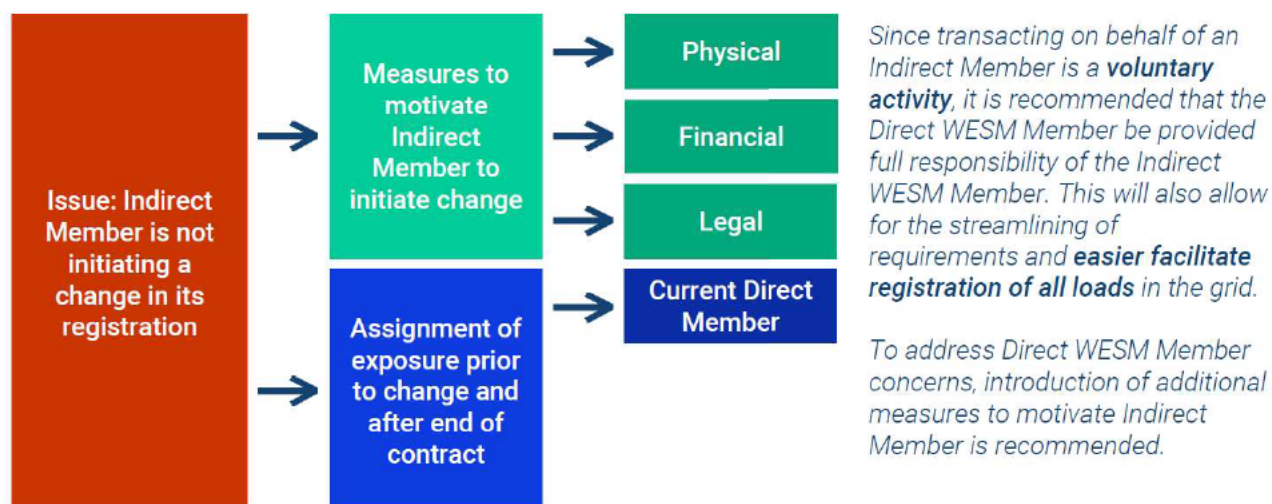 Issue: Indirect
Member is not
initiating a
change in its
registration
Measures to
motivate
Indirect
Member to
initiate change
Assignment of
exposure prior
to change and
after end of
contract
Physical
Financial
Legal
Current Direct
Member
Since transacting on behalf of an
Indirect Member is a voluntary
activity, it is recommended that the
Direct WESM Member be provided
full responsibility of the Indirect
WESM Member. This will also allow
for the streamlining of
requirements and easier facilitate
registration of all loads in the grid.
To address Direct WESM Member
concerns, introduction of additional
measures to motivate Indirect
Member is recommended.